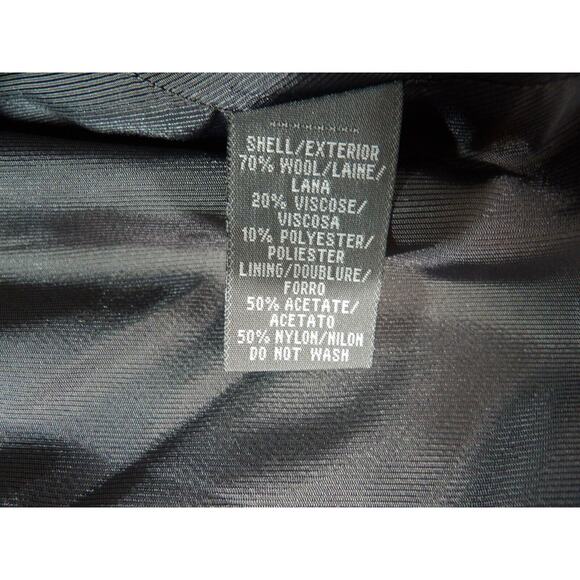 SHELL/EXTERIOR
70% WOOL/LAINE/
LANA
20% VISCOSE/
VISCOSA
10% POLYESTER/
POLIESTER
LINING/DOUBLURE/
FORRO
50% ACETATE/
ACETATO
50% NYLON/NILON
DO NOT WASH